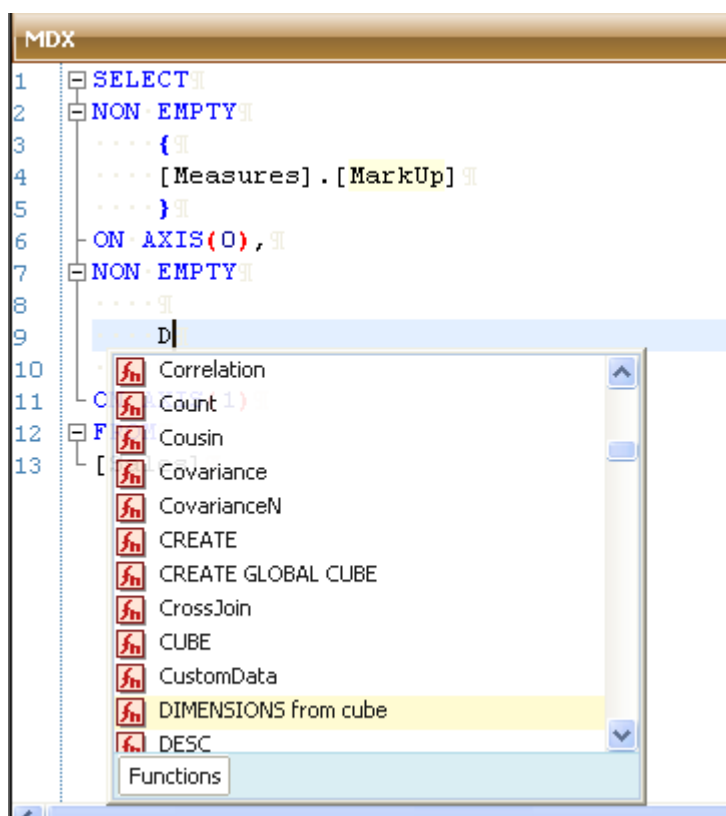 MDX
1 SELECT¶
2 NON·EMPTY¶
3 ····{¶
4 ····[Measures].[MarkUp]¶
5 ····}¶
6 ON·AXIS(0),¶
7 NON·EMPTY¶
8 ····¶
9 D
10
11 O
12 F
13 [
Correlation
Count
Cousin
Covariance
CovarianceN
CREATE
CREATE GLOBAL CUBE
CrossJoin
CUBE
CustomData
DIMENSIONS from cube
DESC
Functions